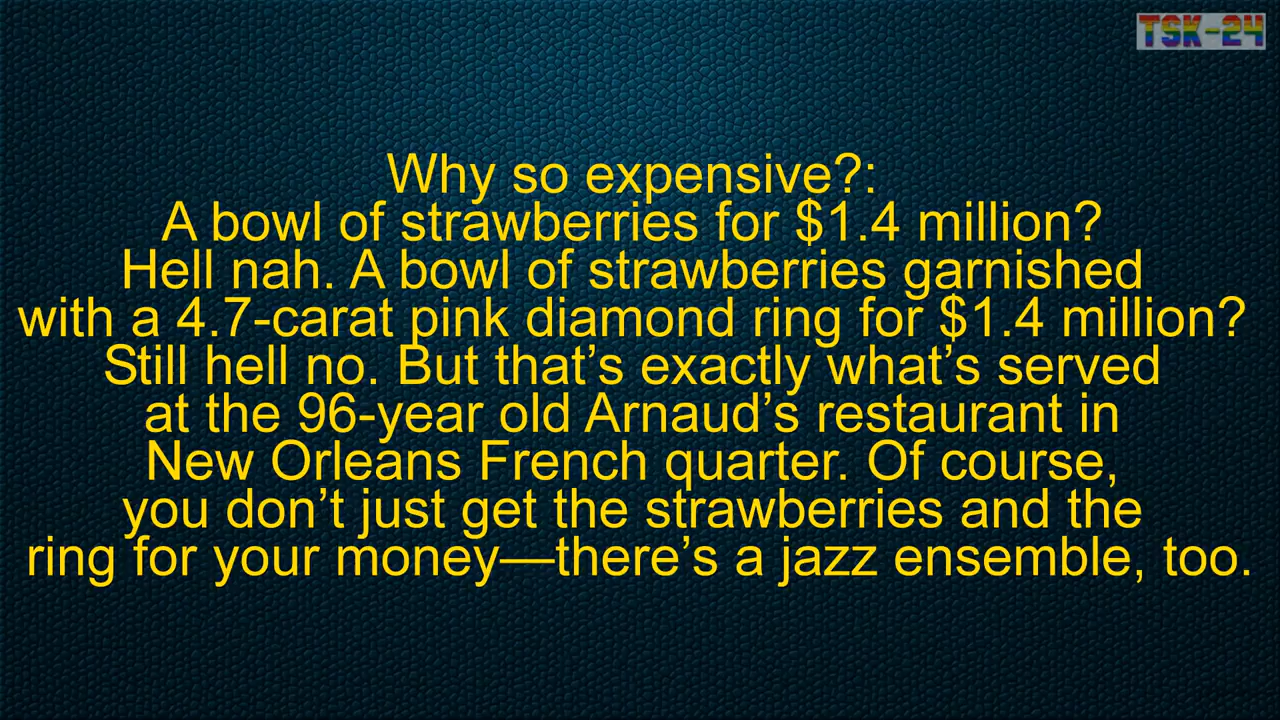 TSK-24
Why so expensive?:
A bowl of strawberries for $1.4 million?
Hell nah. A bowl of strawberries garnished
with a 4.7-carat pink diamond ring for $1.4 million?
Still hell no. But that’s exactly what’s served
at the 96-year old Arnaud’s restaurant in
New Orleans French quarter. Of course,
you don’t just get the strawberries and the
ring for your money—there’s a jazz ensemble, too.